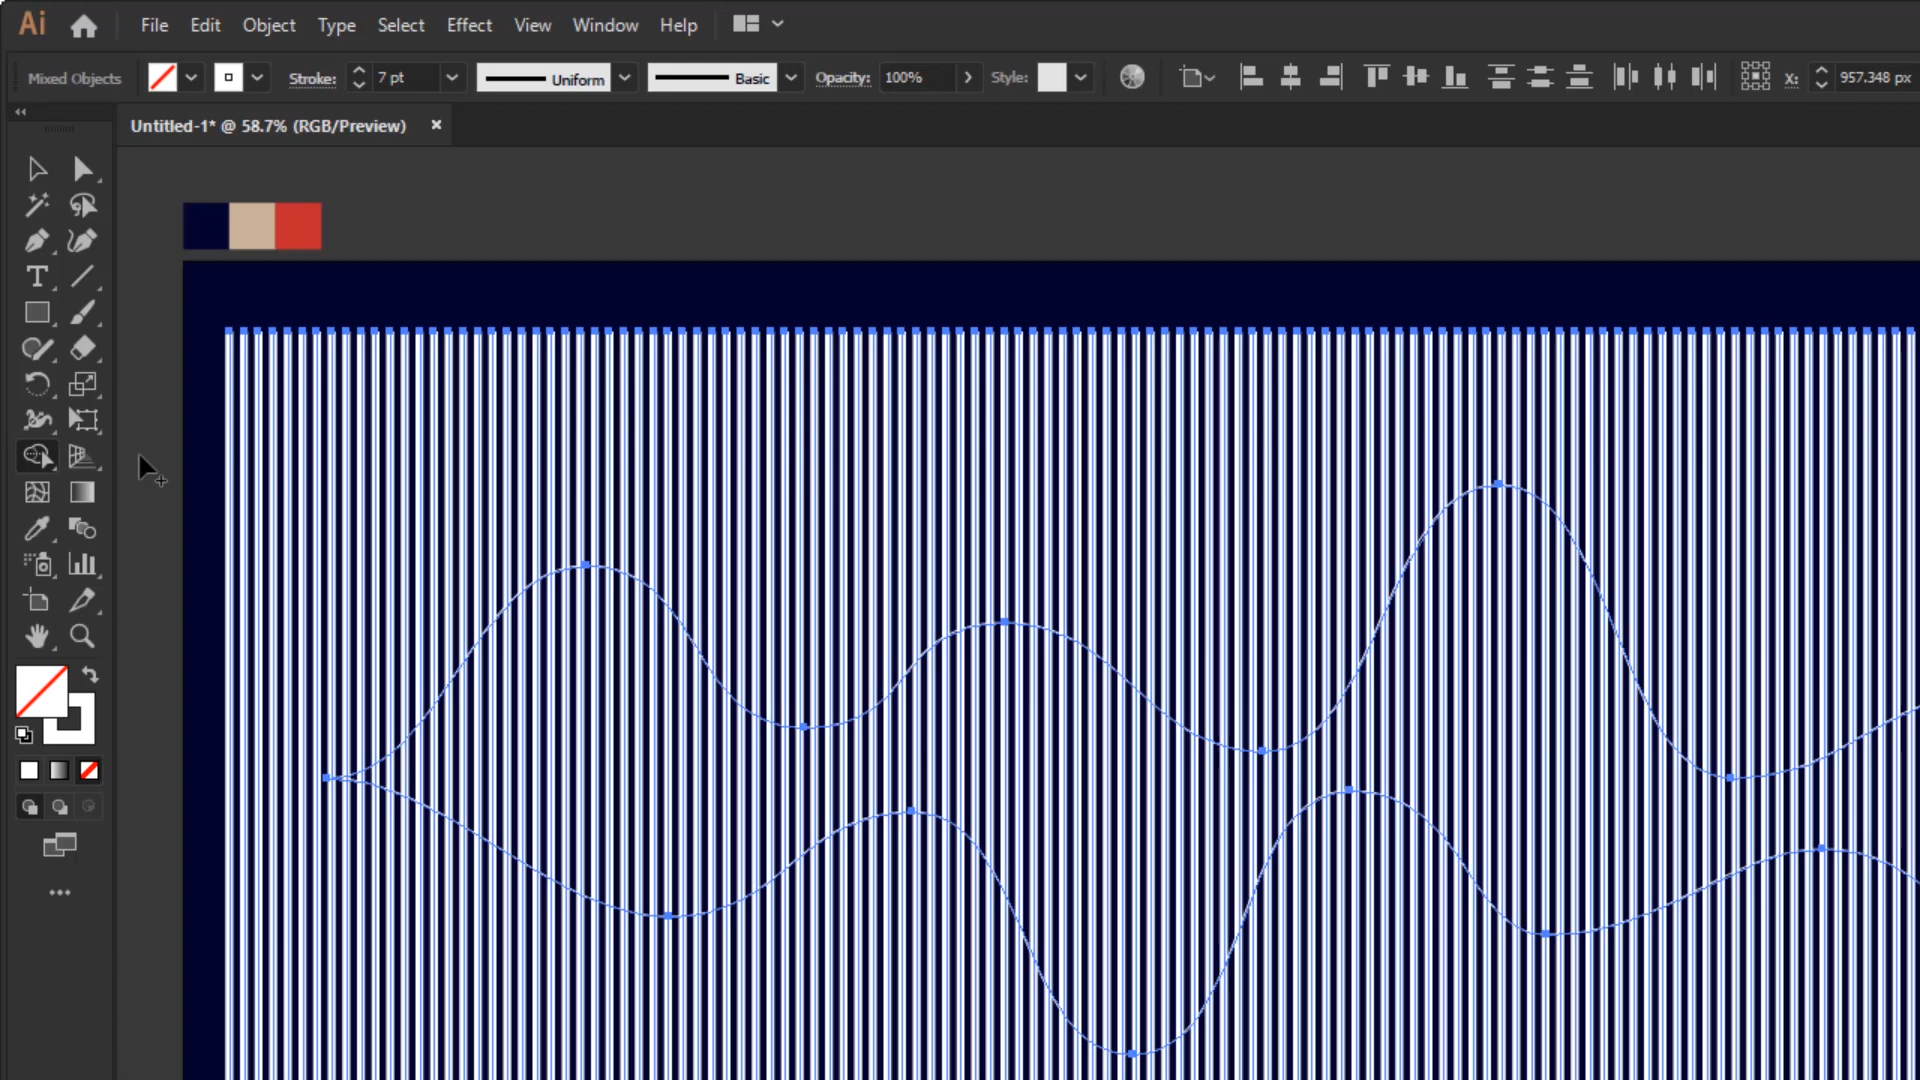 Ai File Edit Object Type Select Effect View Window Help
Mixed Objects Stroke: 7 pt Uniform Basic Opacity: 100% Style: X: 957.348 px
Untitled-1* @ 58.7% (RGB/Preview) ×